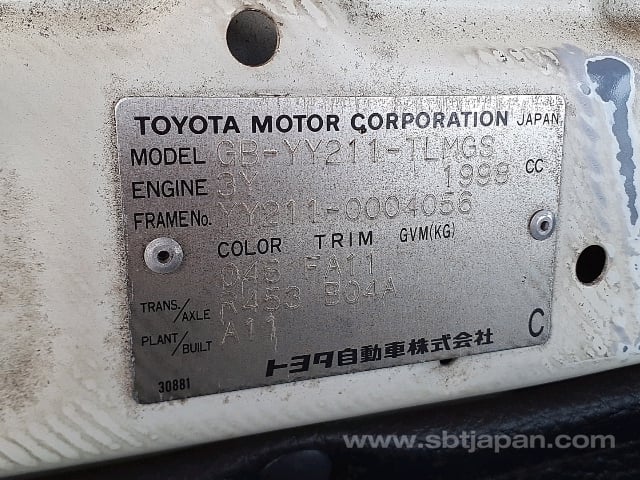 TOYOTA MOTOR CORPORATION JAPAN
MODEL GB-YY211-TLMGS
ENGINE 3Y 1998 CC
FRAME No. YY211-0004056
COLOR TRIM GVM(KG)
045 FA11
TRANS./AXLE R453 B04A
PLANT/BUILT A11
トヨタ自動車株式会社
C
30881
www.sbtjapan.com